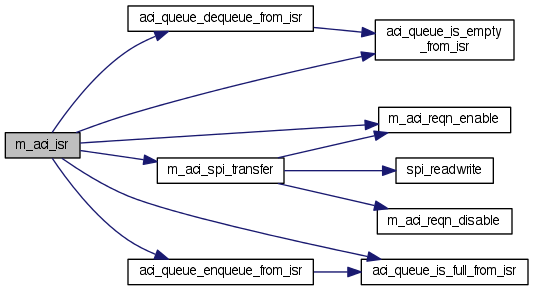 aci_queue_dequeue_from_isr
aci_queue_is_empty
_from_isr
m_aci_reqn_enable
m_aci_isr
m_aci_spi_transfer
spi_readwrite
m_aci_reqn_disable
aci_queue_enqueue_from_isr
aci_queue_is_full_from_isr